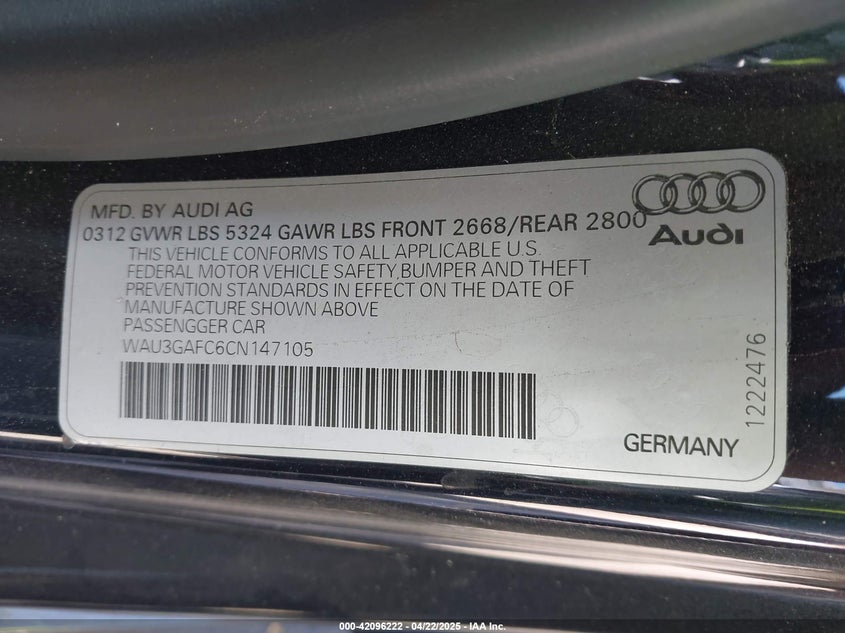 MFD. BY AUDI AG
0312 GVWR LBS 5324 GAWR LBS FRONT 2668/REAR 2800
Audi
THIS VEHICLE CONFORMS TO ALL APPLICABLE U.S.
FEDERAL MOTOR VEHICLE SAFETY,BUMPER AND THEFT
PREVENTION STANDARDS IN EFFECT ON THE DATE OF
MANUFACTURE SHOWN ABOVE
PASSENGGER CAR
WAU3GAFC6CN147105
1222476
GERMANY
000-42096222 - 04/22/2025 - IAA Inc.